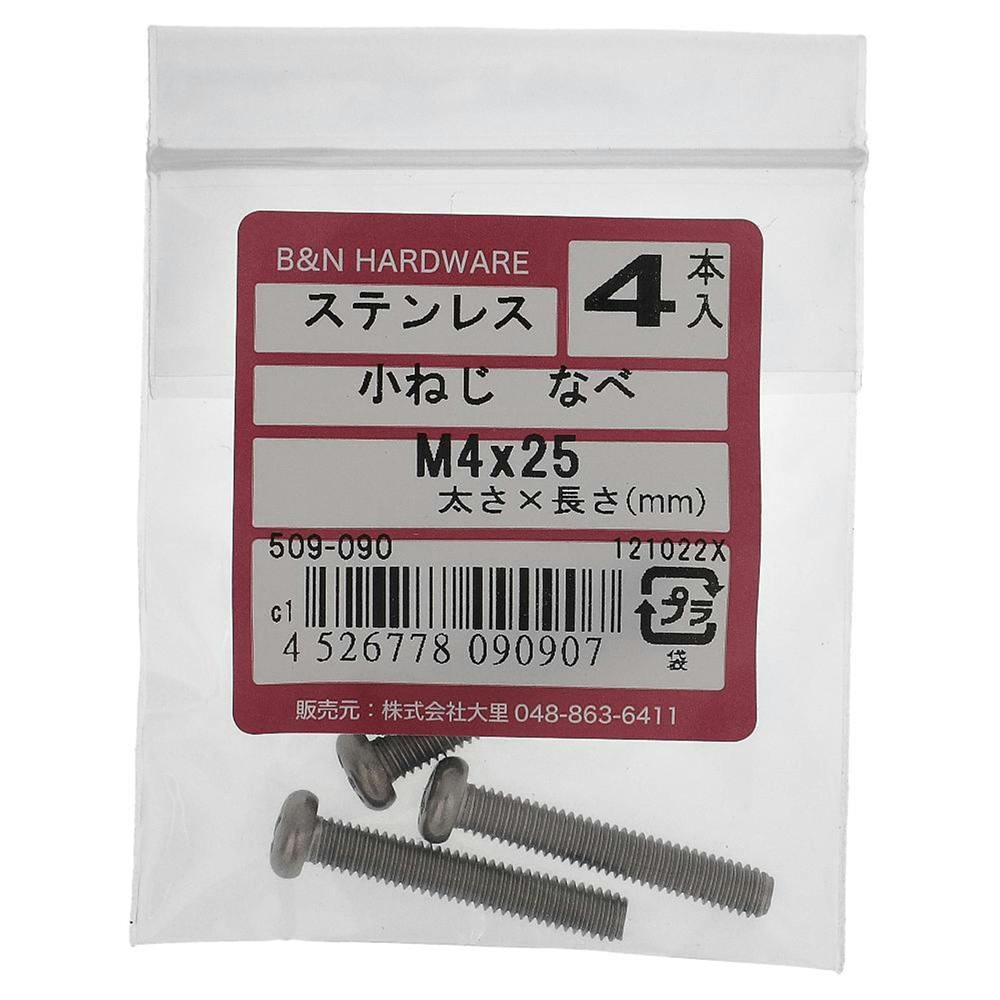 B&N HARDWARE
ステンレス
4本入
小ねじ なべ
M4x25
太さ×長さ(mm)
509-090 121022X
c1
4 526778 090907
プラ
袋
販売元：株式会社大里 048-863-6411